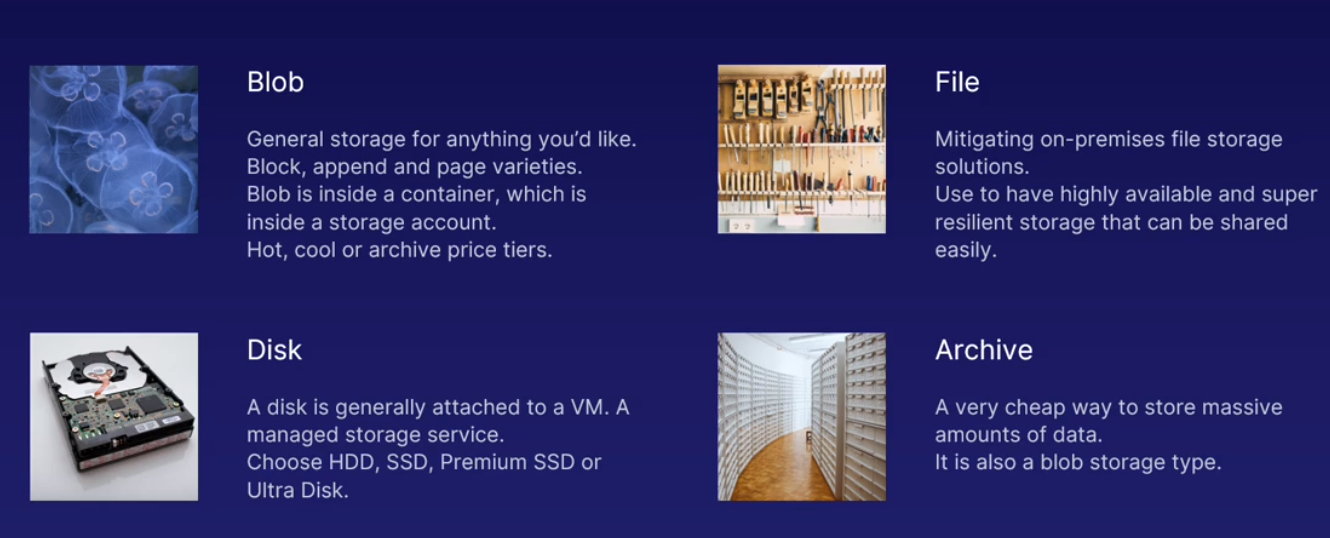 Blob
General storage for anything you'd like.
Block, append and page varieties.
Blob is inside a container, which is
inside a storage account.
Hot, cool or archive price tiers.
File
Mitigating on-premises file storage
solutions.
Use to have highly available and super
resilient storage that can be shared
easily.
Disk
A disk is generally attached to a VM. A
managed storage service.
Choose HDD, SSD, Premium SSD or
Ultra Disk.
Archive
A very cheap way to store massive
amounts of data.
It is also a blob storage type.